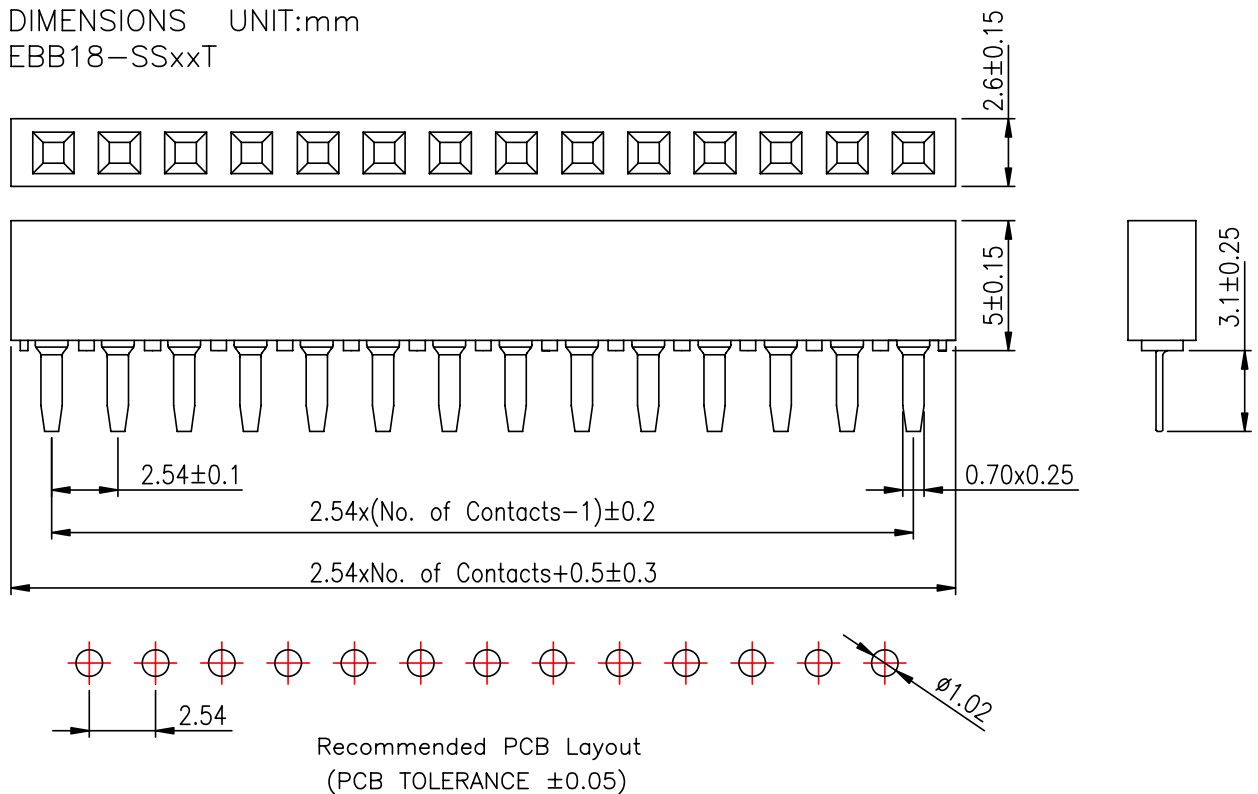 DIMENSIONS UNIT:mm
EBB18-SSxxT
2.6±0.15
5±0.15
3.1±0.25
2.54±0.1
0.70x0.25
2.54x(No. of Contacts-1)±0.2
2.54xNo. of Contacts+0.5±0.3
2.54
ø1.02
Recommended PCB Layout
(PCB TOLERANCE ±0.05)